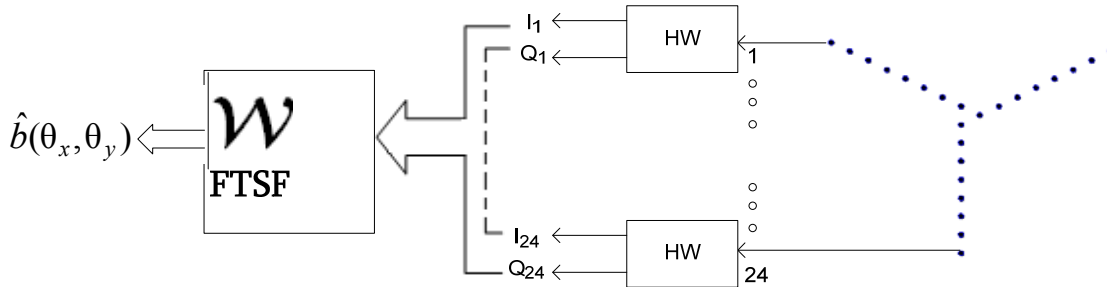 I1
Q1
HW
1
b̂(θx,θy)
W
FTSF
I24
Q24
HW
24